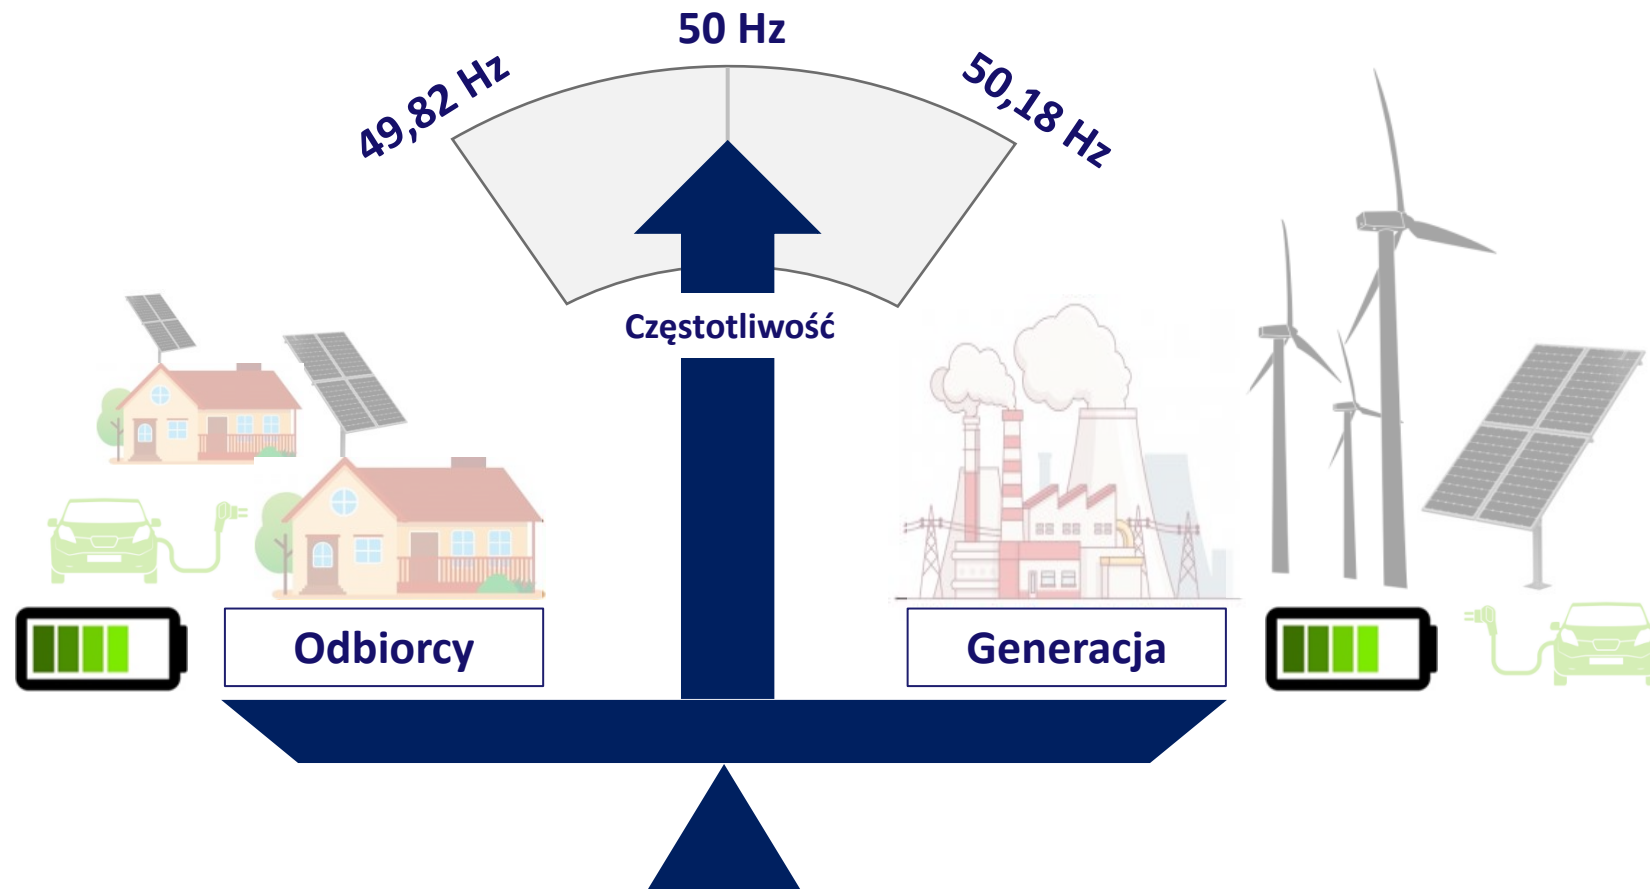 50 Hz
49,82 Hz
50,18 Hz
Częstotliwość
Odbiorcy
Generacja